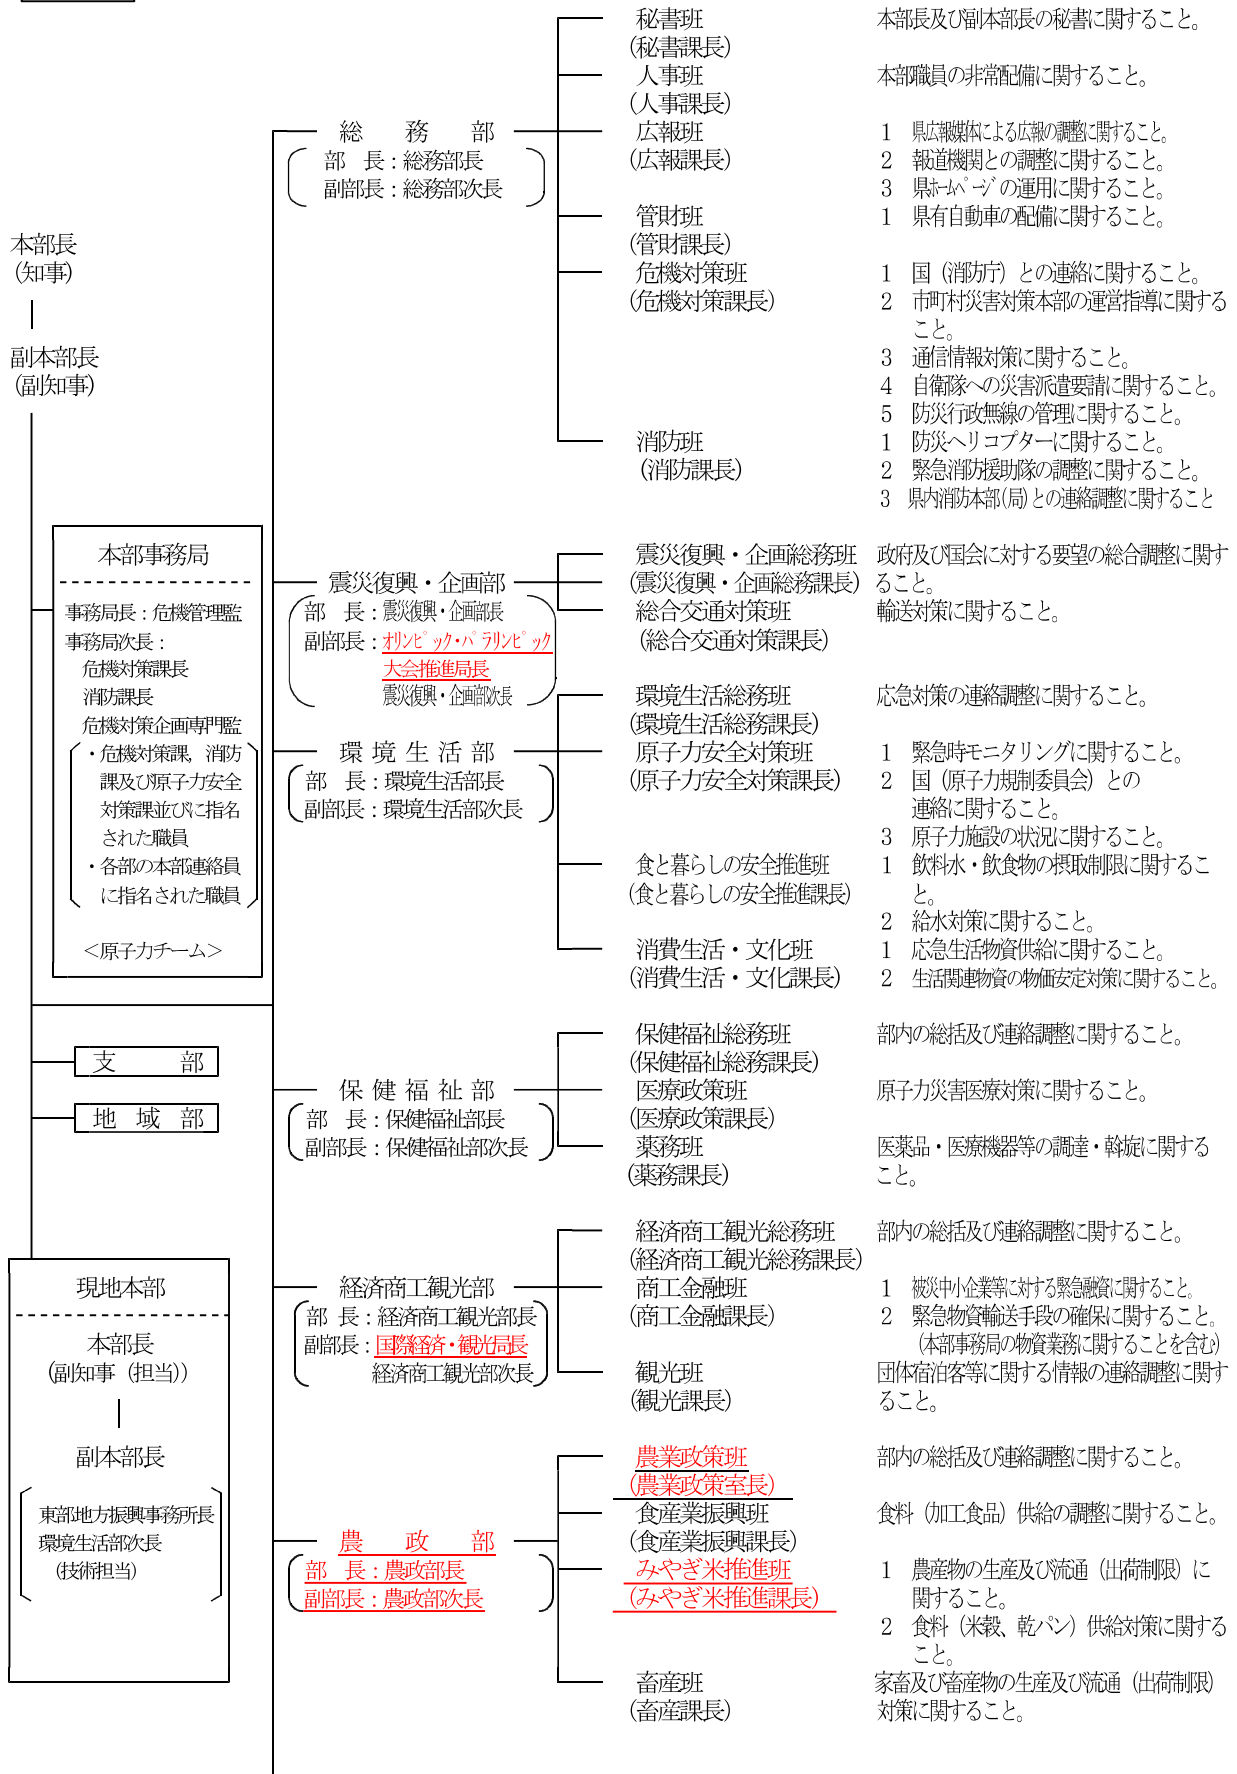 本部長
(知事)
副本部長
(副知事)
本部事務局
事務局長：危機管理監
事務局次長：
危機対策課長
消防課長
危機対策企画専門監
・危機対策課，消防
課及び原子力安全
対策課並びに指名
された職員
・各部の本部連絡員
に指名された職員
＜原子力チーム＞
支　　部
地　域　部
現地本部
本部長
(副知事（担当）)
副本部長
東部地方振興事務所長
環境生活部次長
(技術担当)
総　務　部
部　長：総務部長
副部長：総務部次長
秘書班　本部長及び副本部長の秘書に関すること。
(秘書課長)
人事班　本部職員の非常配備に関すること。
(人事課長)
広報班　1　県広報媒体による広報の調整に関すること。
(広報課長)　2　報道機関との調整に関すること。
3　県ﾎｰﾑﾍﾟｰｼﾞの運用に関すること。
管財班　1　県有自動車の配備に関すること。
(管財課長)
危機対策班　1　国（消防庁）との連絡に関すること。
(危機対策課長)　2　市町村災害対策本部の運営指導に関する
こと。
3　通信情報対策に関すること。
4　自衛隊への災害派遣要請に関すること。
5　防災行政無線の管理に関すること。
消防班　1　防災ヘリコプターに関すること。
(消防課長)　2　緊急消防援助隊の調整に関すること。
3　県内消防本部(局)との連絡調整に関すること
震災復興・企画部
部　長：震災復興・企画部長
副部長：ｵﾘﾝﾋﾟｯｸ・ﾊﾟﾗﾘﾝﾋﾟｯｸ
大会推進局長
震災復興・企画部次長
震災復興・企画総務班　政府及び国会に対する要望の総合調整に関す
(震災復興・企画総務課長)　ること。
総合交通対策班　輸送対策に関すること。
(総合交通対策課長)
環境生活部
部　長：環境生活部長
副部長：環境生活部次長
環境生活総務班　応急対策の連絡調整に関すること。
(環境生活総務課長)
原子力安全対策班　1　緊急時モニタリングに関すること。
(原子力安全対策課長)　2　国（原子力規制委員会）との
連絡に関すること。
3　原子力施設の状況に関すること。
食と暮らしの安全推進班　1　飲料水・飲食物の摂取制限に関するこ
(食と暮らしの安全推進課長)　と。
2　給水対策に関すること。
消費生活・文化班　1　応急生活物資供給に関すること。
(消費生活・文化課長)　2　生活関連物資の物価安定対策に関すること。
保健福祉部
部　長：保健福祉部長
副部長：保健福祉部次長
保健福祉総務班　部内の総括及び連絡調整に関すること。
(保健福祉総務課長)
医療政策班　原子力災害医療対策に関すること。
(医療政策課長)
薬務班　医薬品・医療機器等の調達・斡旋に関する
(薬務課長)　こと。
経済商工観光部
部　長：経済商工観光部長
副部長：国際経済・観光局長
経済商工観光部次長
経済商工観光総務班　部内の総括及び連絡調整に関すること。
(経済商工観光総務課長)
商工金融班　1　被災中小企業等に対する緊急融資に関すること。
(商工金融課長)　2　緊急物資輸送手段の確保に関すること。
(本部事務局の物資業務に関することを含む)
観光班　団体宿泊客等に関する情報の連絡調整に関す
(観光課長)　ること。
農　政　部
部　長：農政部長
副部長：農政部次長
農業政策班　部内の総括及び連絡調整に関すること。
(農業政策室長)
食産業振興班　食料（加工食品）供給の調整に関すること。
(食産業振興課長)
みやぎ米推進班　1　農産物の生産及び流通（出荷制限）に
(みやぎ米推進課長)　関すること。
2　食料（米穀、乾パン）供給対策に関する
こと。
畜産班　家畜及び畜産物の生産及び流通（出荷制限）
(畜産課長)　対策に関すること。